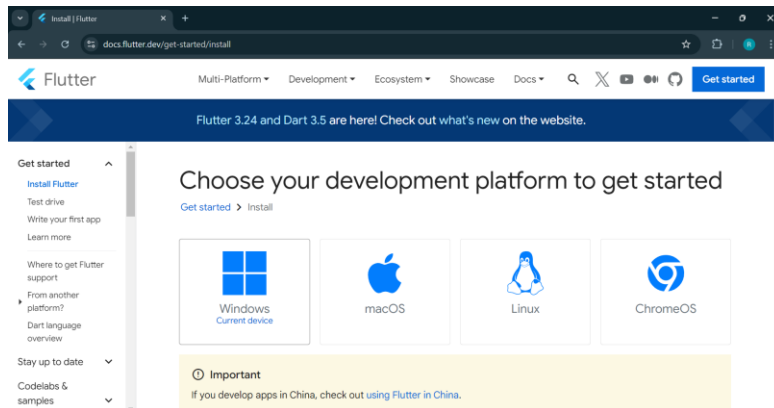 Install | Flutter
docs.flutter.dev/get-started/install
Flutter
Multi-Platform
Development
Ecosystem
Showcase
Docs
Get started
Flutter 3.24 and Dart 3.5 are here! Check out what's new on the website.
Get started
Install Flutter
Test drive
Write your first app
Learn more
Where to get Flutter
support
From another
platform?
Dart language
overview
Stay up to date
Codelabs &
samples
Choose your development platform to get started
Get started > Install
Windows
Current device
macOS
Linux
ChromeOS
Important
If you develop apps in China, check out using Flutter in China.